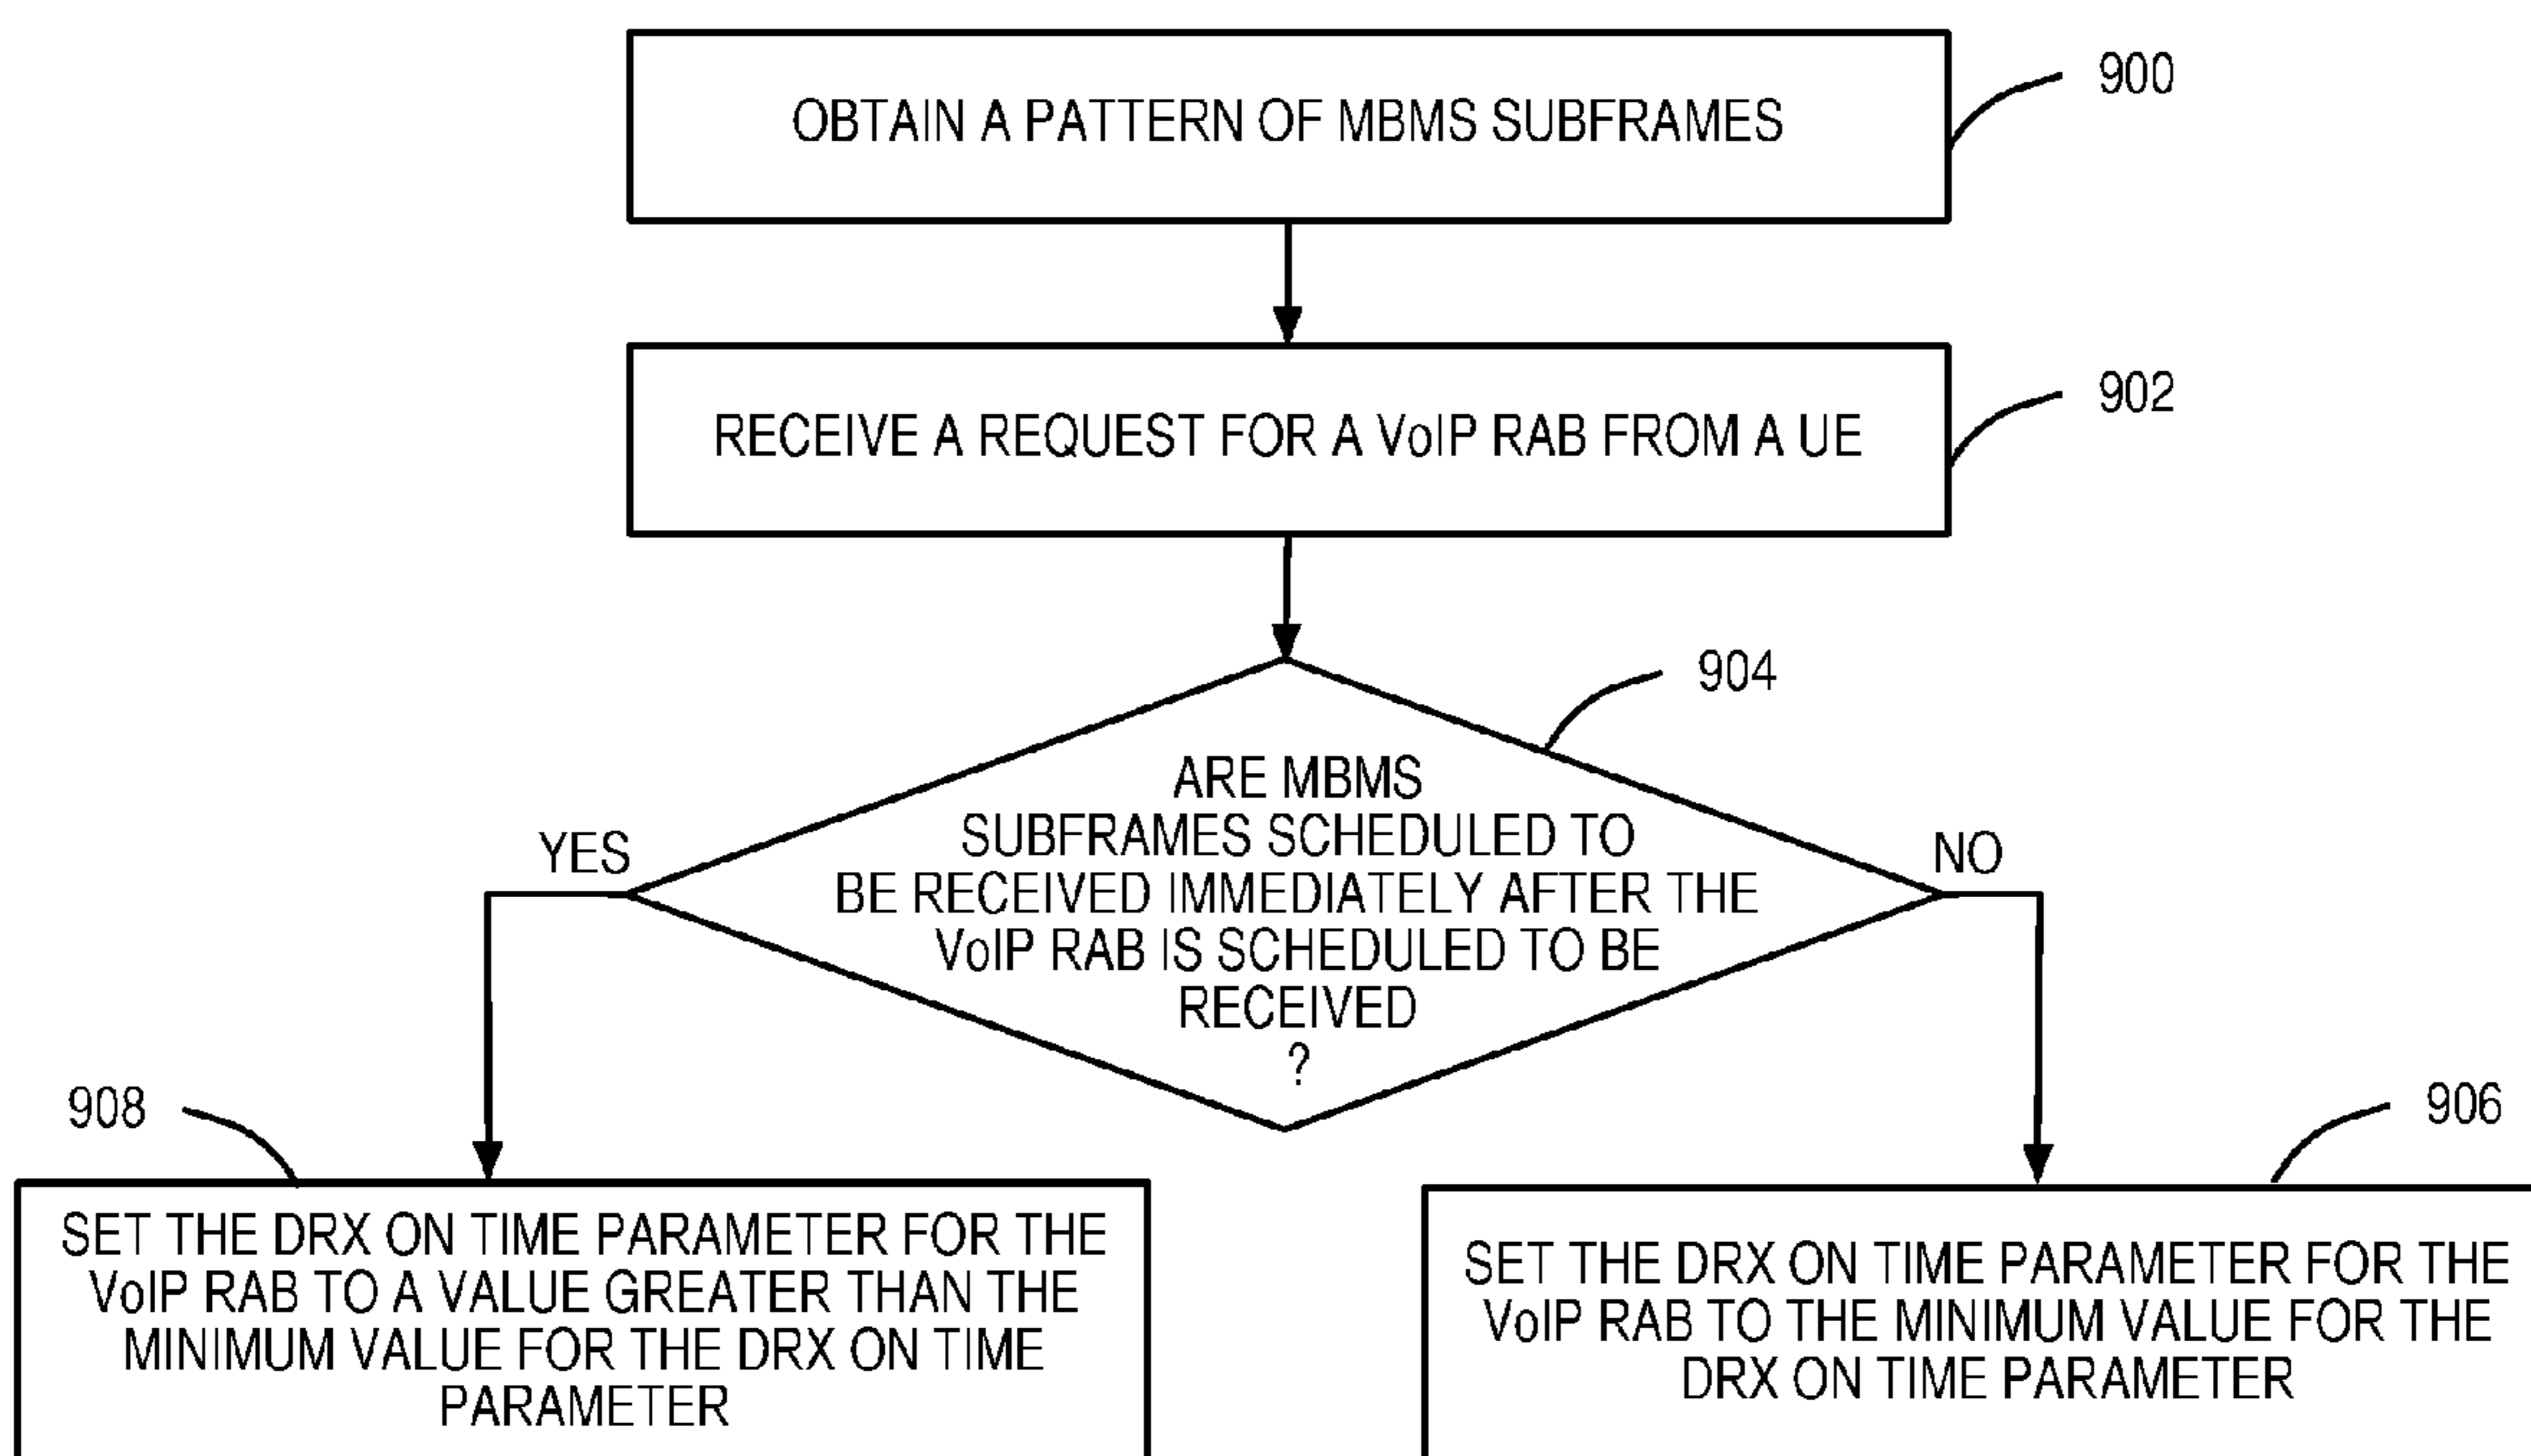 OBTAIN A PATTERN OF MBMS SUBFRAMES
900
RECEIVE A REQUEST FOR A VoIP RAB FROM A UE
902
904
ARE MBMS
SUBFRAMES SCHEDULED TO
BE RECEIVED IMMEDIATELY AFTER THE
VoIP RAB IS SCHEDULED TO BE
RECEIVED
?
YES
NO
908
SET THE DRX ON TIME PARAMETER FOR THE
VoIP RAB TO A VALUE GREATER THAN THE
MINIMUM VALUE FOR THE DRX ON TIME
PARAMETER
906
SET THE DRX ON TIME PARAMETER FOR THE
VoIP RAB TO THE MINIMUM VALUE FOR THE
DRX ON TIME PARAMETER